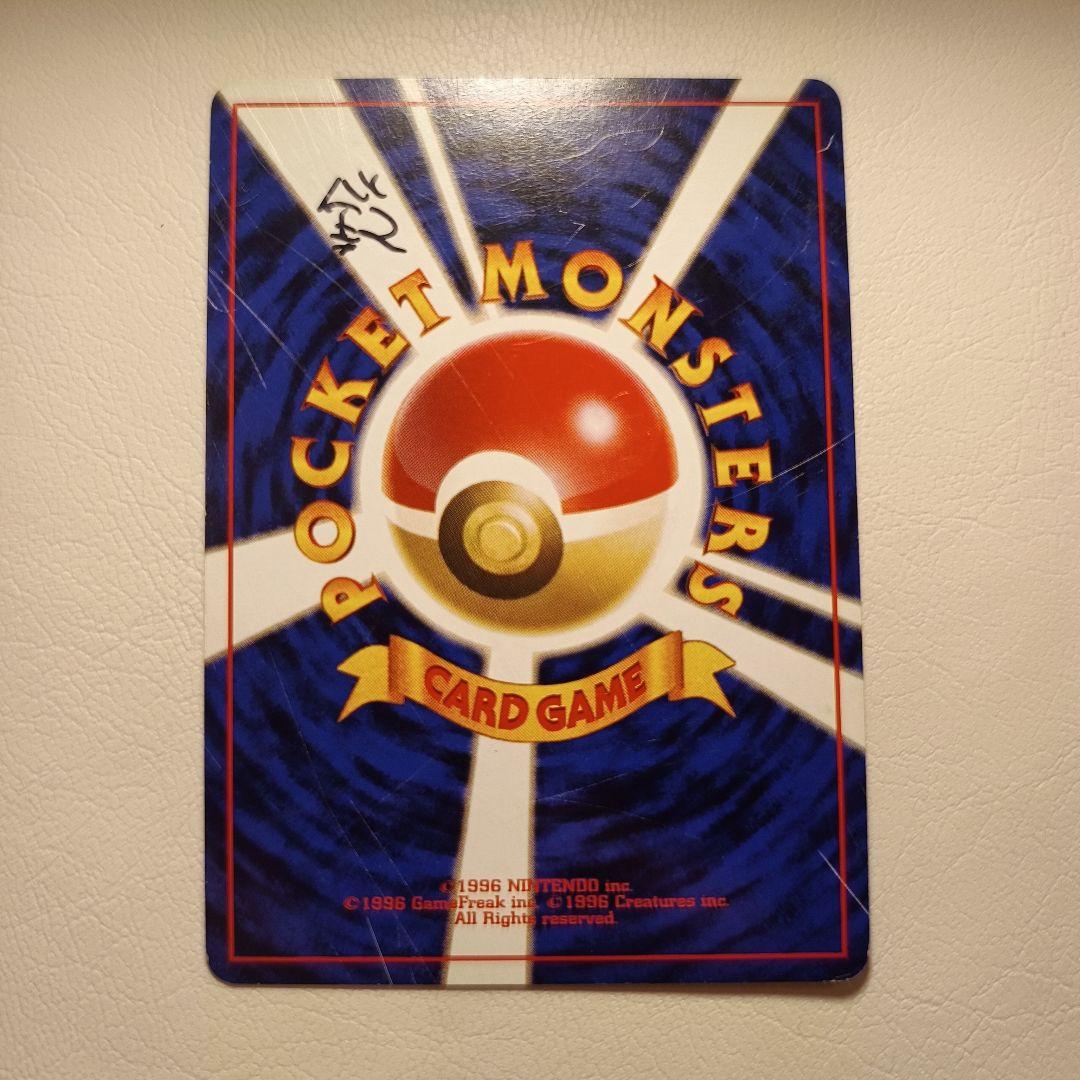 POCKET MONSTERS
CARD GAME
©1996 NINTENDO inc.
©1996 GameFreak inc. ©1996 Creatures inc.
All Rights reserved.